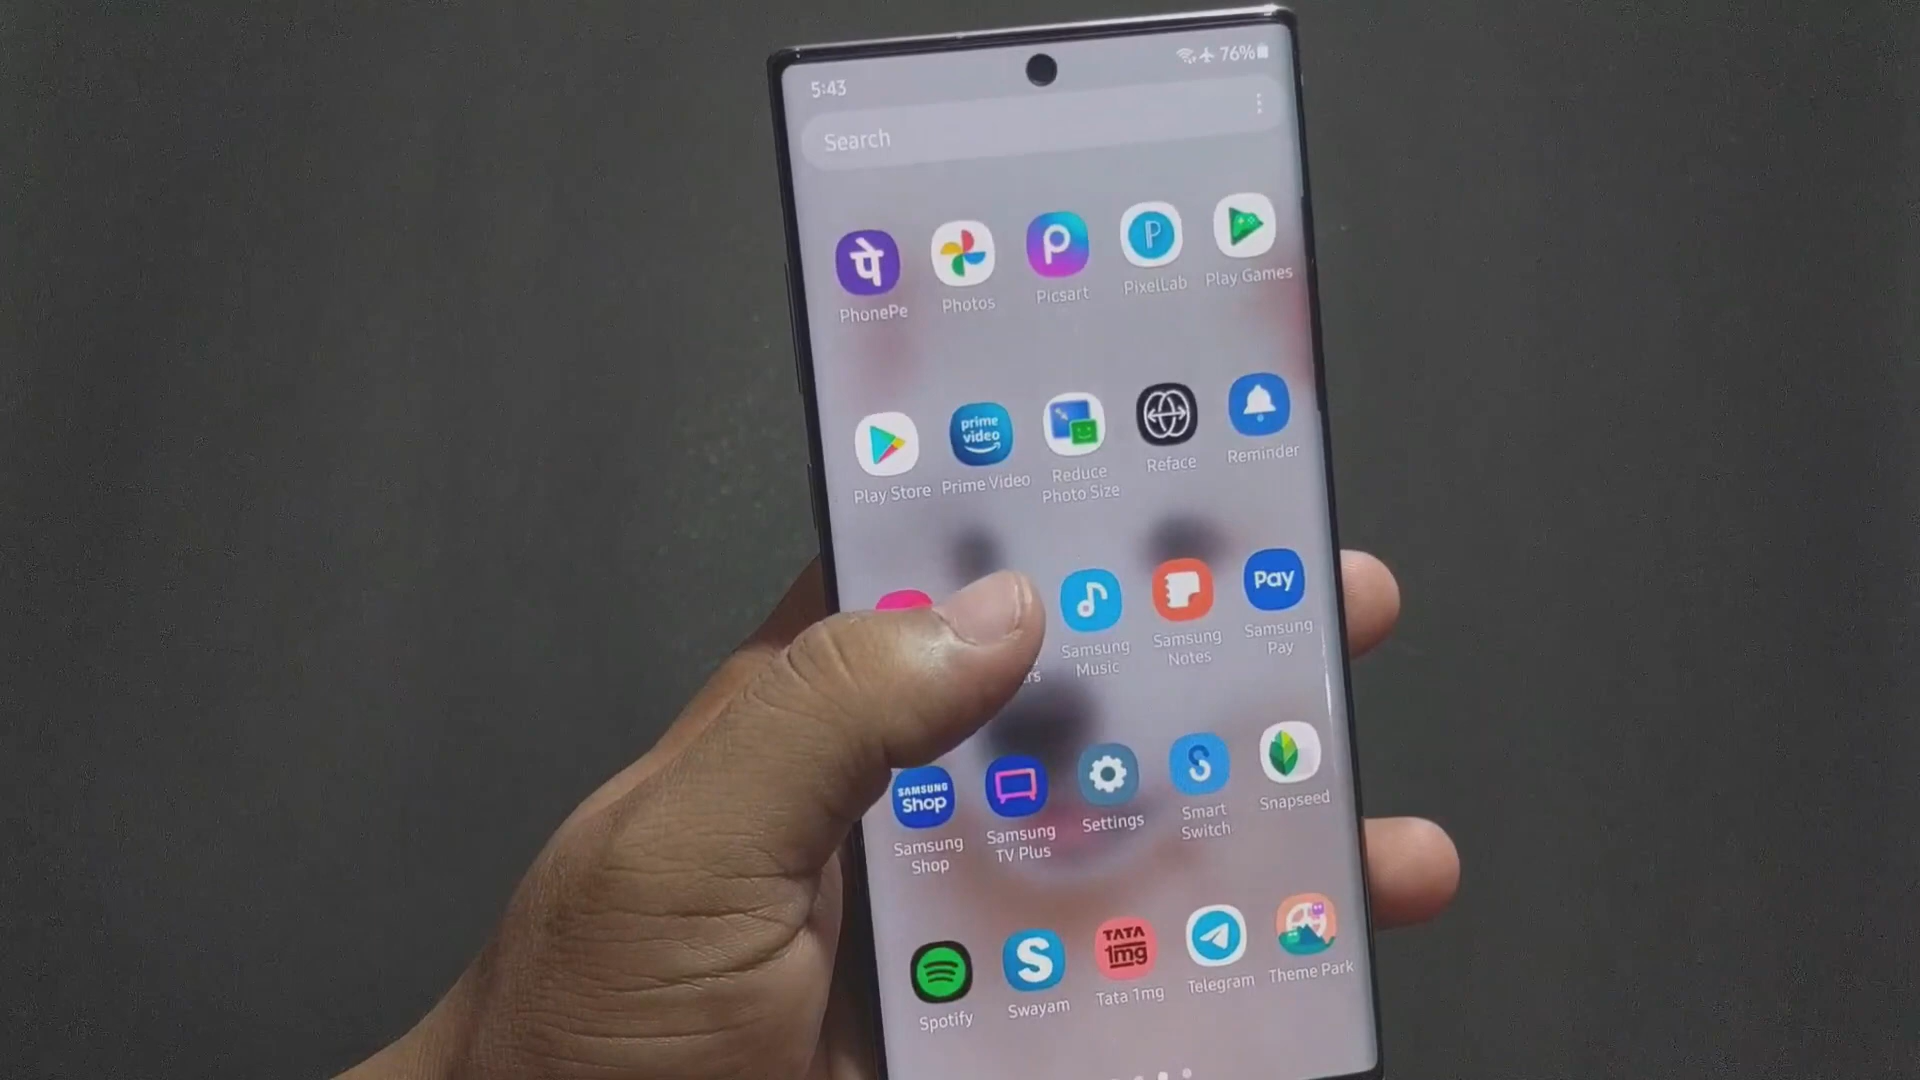 5:43
76%
Search
पे
PhonePe
Photos
Picsart
PixelLab
Play Games
prime
video
Play Store
Prime Video
Reduce
Photo Size
Reface
Reminder
Pay
Samsung
Music
Samsung
Notes
Samsung
Pay
SAMSUNG
Shop
Samsung
Shop
Samsung
TV Plus
Settings
Smart
Switch
Snapseed
TATA
1mg
Spotify
Swayam
Tata 1mg
Telegram
Theme Park